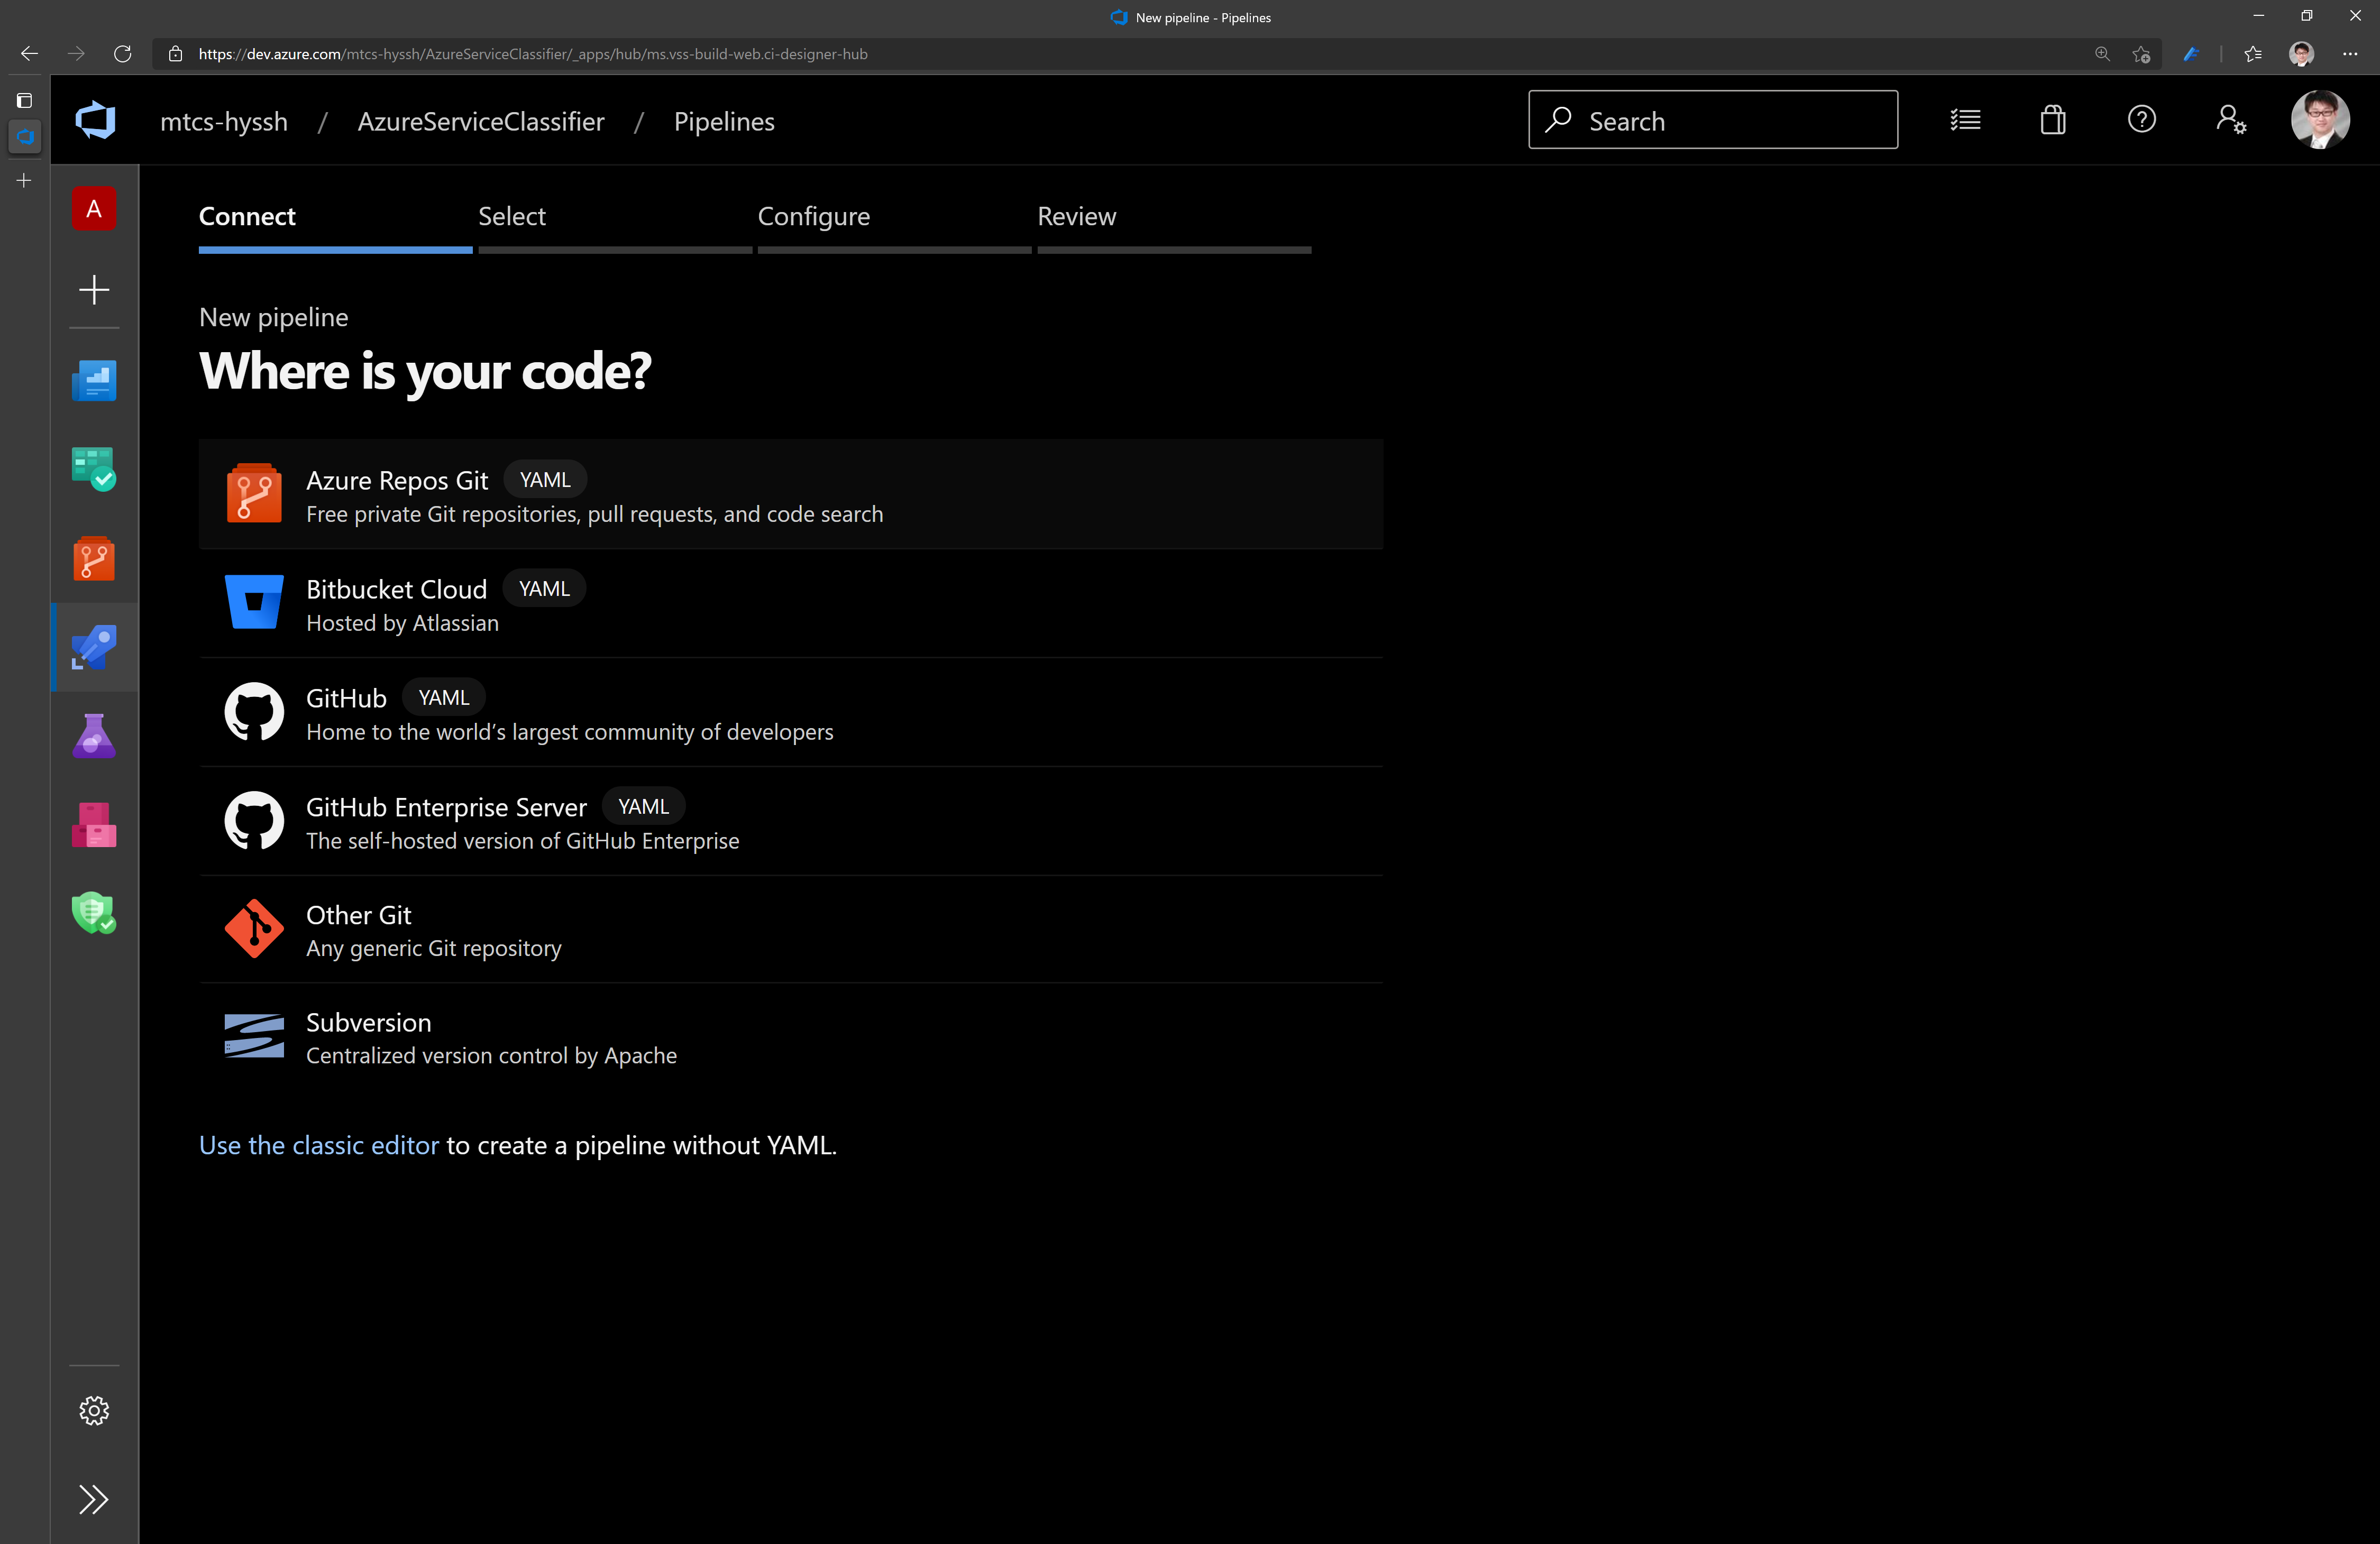 New pipeline - Pipelines
https://dev.azure.com/mtcs-hyssh/AzureServiceClassifier/_apps/hub/ms.vss-build-web.ci-designer-hub
mtcs-hyssh / AzureServiceClassifier / Pipelines
Search
A
Connect
Select
Configure
Review
New pipeline
Where is your code?
Azure Repos Git YAML
Free private Git repositories, pull requests, and code search
Bitbucket Cloud YAML
Hosted by Atlassian
GitHub YAML
Home to the world’s largest community of developers
GitHub Enterprise Server YAML
The self-hosted version of GitHub Enterprise
Other Git
Any generic Git repository
Subversion
Centralized version control by Apache
Use the classic editor to create a pipeline without YAML.